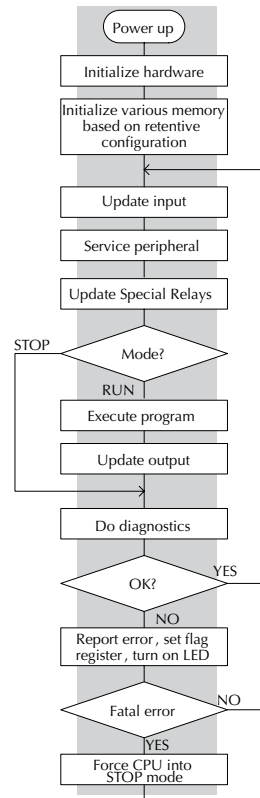 Power up
Initialize hardware
Initialize various memory
based on retentive
configuration
Update input
Service peripheral
Update Special Relays
STOP
Mode?
RUN
Execute program
Update output
Do diagnostics
YES
OK?
NO
Report error, set flag
register, turn on LED
NO
Fatal error
YES
Force CPU into
STOP mode